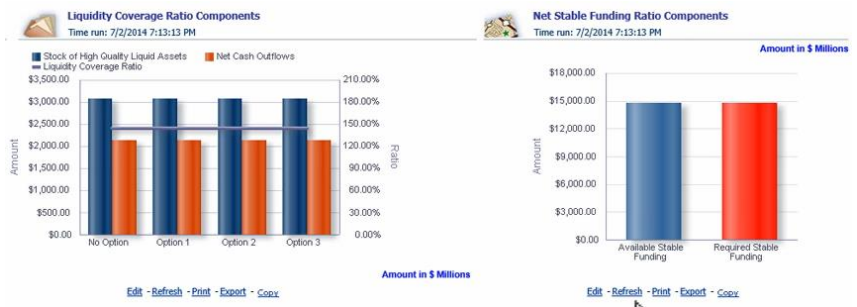 Liquidity Coverage Ratio Components
Time run: 7/2/2014 7:13:13 PM
Stock of High Quality Liquid Assets
Net Cash Outflows
Liquidity Coverage Ratio
$3,500.00
$3,000.00
$2,500.00
$2,000.00
$1,500.00
$1,000.00
$500.00
$0.00
Amount
210.00%
180.00%
150.00%
120.00%
90.00%
60.00%
30.00%
0.00%
Ratio
No Option
Option 1
Option 2
Option 3
Amount in $ Millions
Edit - Refresh - Print - Export - Copy
Net Stable Funding Ratio Components
Time run: 7/2/2014 7:13:13 PM
Amount in $ Millions
$18,000.00
$15,000.00
$12,000.00
$9,000.00
$6,000.00
$3,000.00
$0.00
Amount
Available Stable
Funding
Required Stable
Funding
Edit - Refresh - Print - Export - Copy